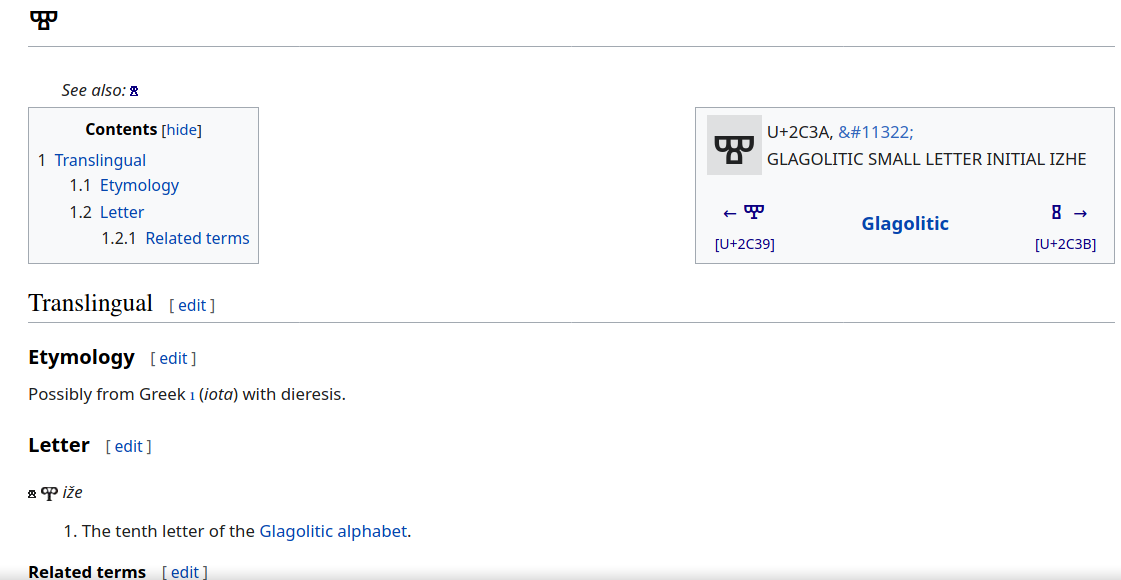 ⰺ
See also: Ⰺ
Contents [hide]
1 Translingual
1.1 Etymology
1.2 Letter
1.2.1 Related terms
ⰺ
U+2C3A, &#11322;
GLAGOLITIC SMALL LETTER INITIAL IZHE
← ⰹ
[U+2C39]
Glagolitic
ⰻ →
[U+2C3B]
Translingual [ edit ]
Etymology [ edit ]
Possibly from Greek ι (iota) with dieresis.
Letter [ edit ]
Ⰺ ⰺ iže
1. The tenth letter of the Glagolitic alphabet.
Related terms [ edit ]